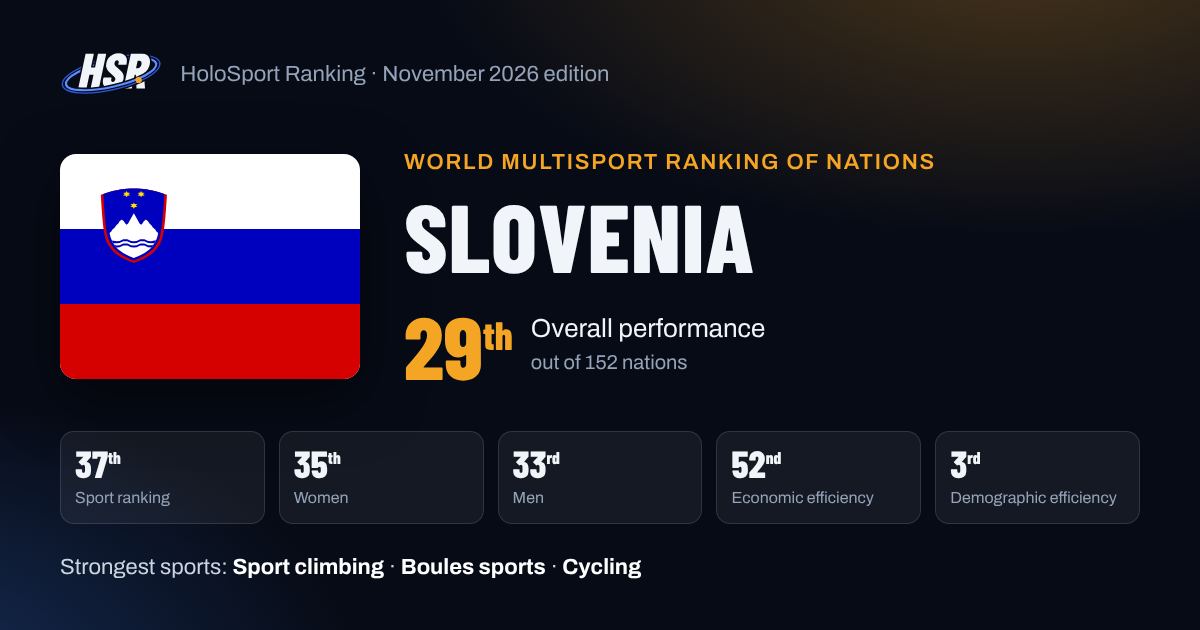 HSR
HoloSport Ranking · November 2026 edition
WORLD MULTISPORT RANKING OF NATIONS
SLOVENIA
29th
Overall performance
out of 152 nations
37th
Sport ranking
35th
Women
33rd
Men
52nd
Economic efficiency
3rd
Demographic efficiency
Strongest sports: Sport climbing · Boules sports · Cycling